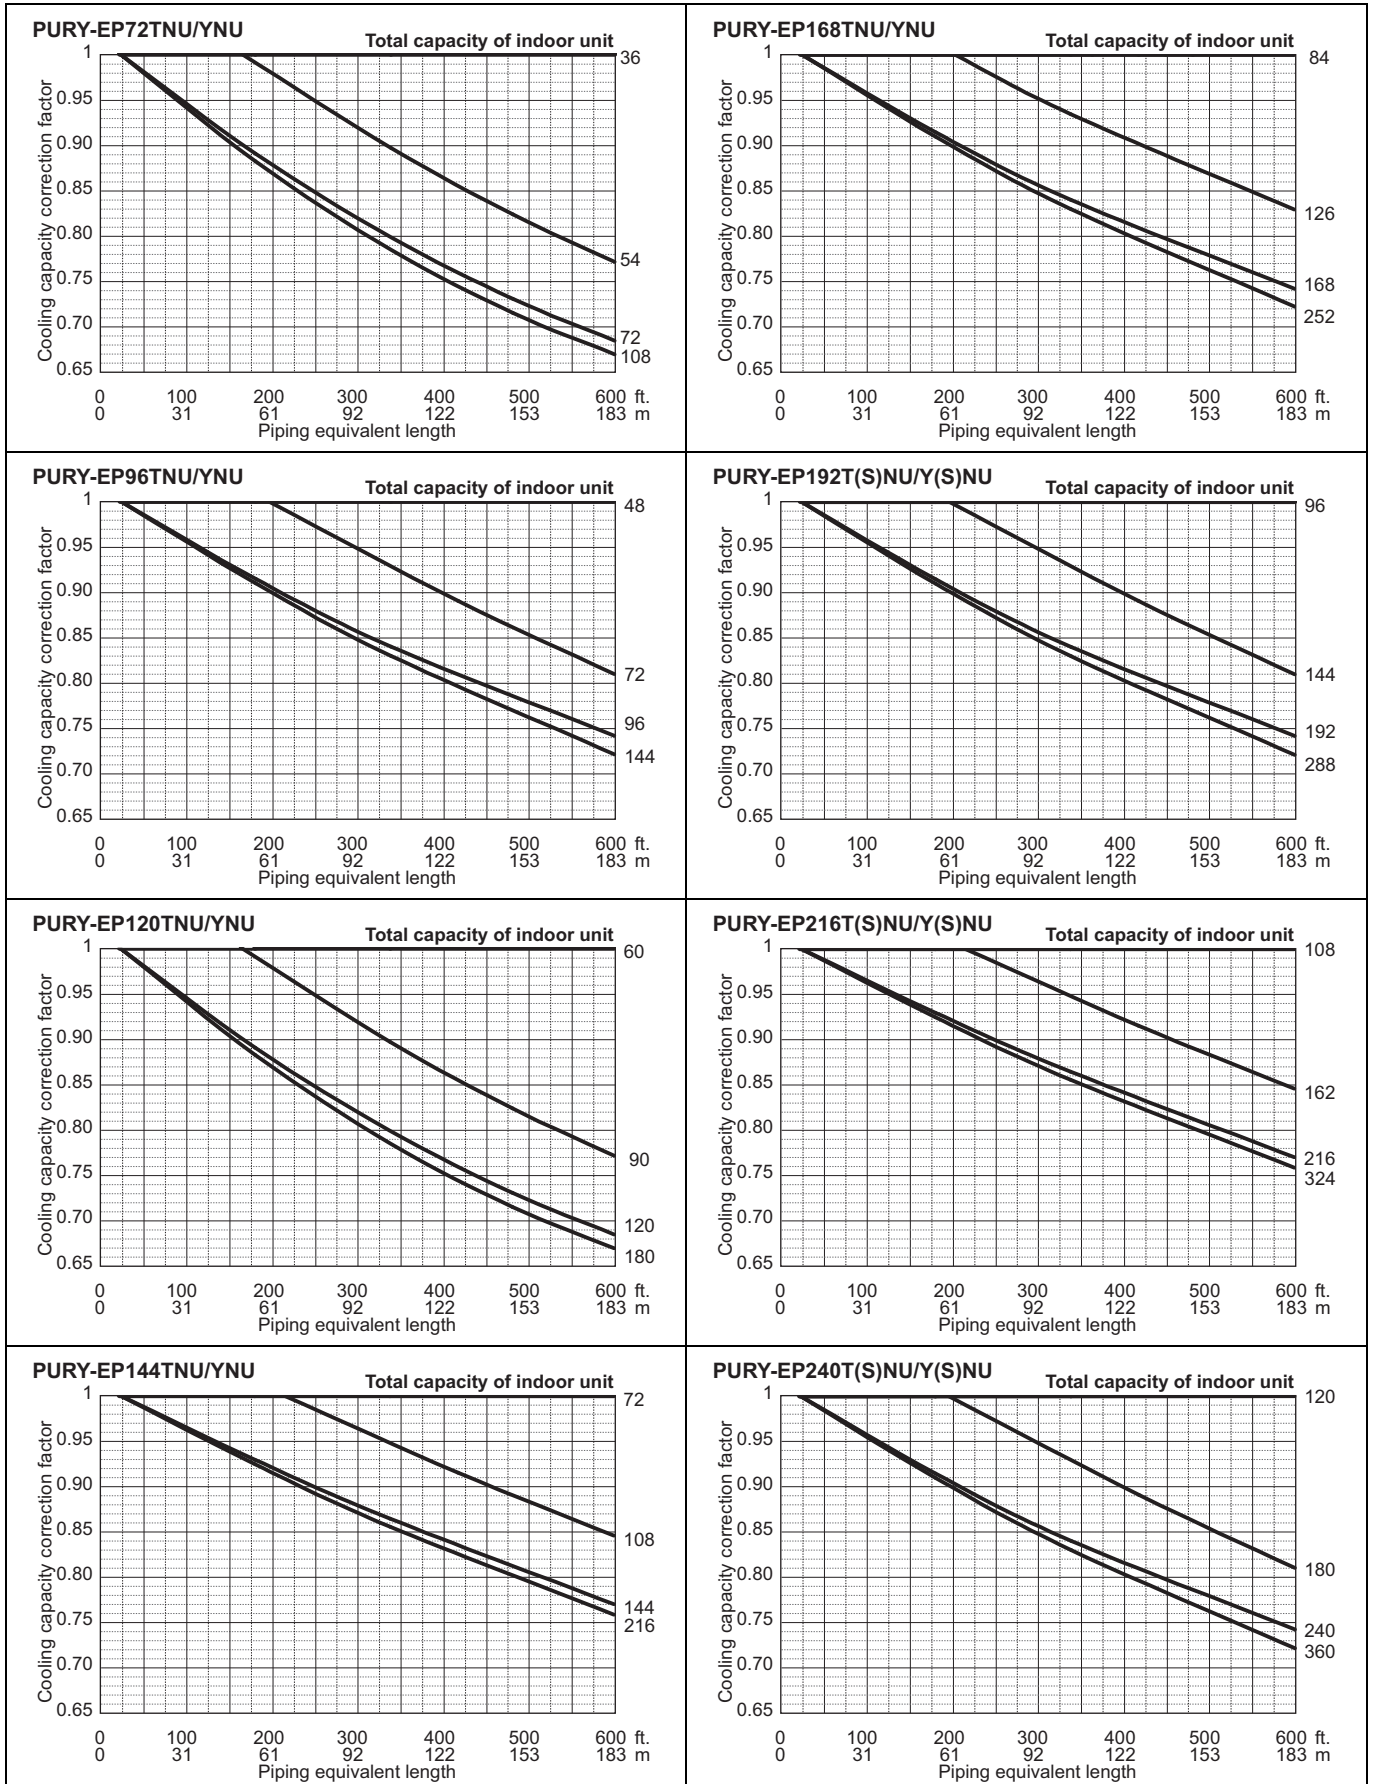 PURY-EP72TNU/YNU
Total capacity of indoor unit
Cooling capacity correction factor
1
0.95
0.90
0.85
0.80
0.75
0.70
0.65
36
54
72
108
0 100 200 300 400 500 600 ft.
0 31 61 92 122 153 183 m
Piping equivalent length
PURY-EP168TNU/YNU
Total capacity of indoor unit
Cooling capacity correction factor
1
0.95
0.90
0.85
0.80
0.75
0.70
0.65
84
126
168
252
0 100 200 300 400 500 600 ft.
0 31 61 92 122 153 183 m
Piping equivalent length
PURY-EP96TNU/YNU
Total capacity of indoor unit
Cooling capacity correction factor
1
0.95
0.90
0.85
0.80
0.75
0.70
0.65
48
72
96
144
0 100 200 300 400 500 600 ft.
0 31 61 92 122 153 183 m
Piping equivalent length
PURY-EP192T(S)NU/Y(S)NU
Total capacity of indoor unit
Cooling capacity correction factor
1
0.95
0.90
0.85
0.80
0.75
0.70
0.65
96
144
192
288
0 100 200 300 400 500 600 ft.
0 31 61 92 122 153 183 m
Piping equivalent length
PURY-EP120TNU/YNU
Total capacity of indoor unit
Cooling capacity correction factor
1
0.95
0.90
0.85
0.80
0.75
0.70
0.65
60
90
120
180
0 100 200 300 400 500 600 ft.
0 31 61 92 122 153 183 m
Piping equivalent length
PURY-EP216T(S)NU/Y(S)NU
Total capacity of indoor unit
Cooling capacity correction factor
1
0.95
0.90
0.85
0.80
0.75
0.70
0.65
108
162
216
324
0 100 200 300 400 500 600 ft.
0 31 61 92 122 153 183 m
Piping equivalent length
PURY-EP144TNU/YNU
Total capacity of indoor unit
Cooling capacity correction factor
1
0.95
0.90
0.85
0.80
0.75
0.70
0.65
72
108
144
216
0 100 200 300 400 500 600 ft.
0 31 61 92 122 153 183 m
Piping equivalent length
PURY-EP240T(S)NU/Y(S)NU
Total capacity of indoor unit
Cooling capacity correction factor
1
0.95
0.90
0.85
0.80
0.75
0.70
0.65
120
180
240
360
0 100 200 300 400 500 600 ft.
0 31 61 92 122 153 183 m
Piping equivalent length